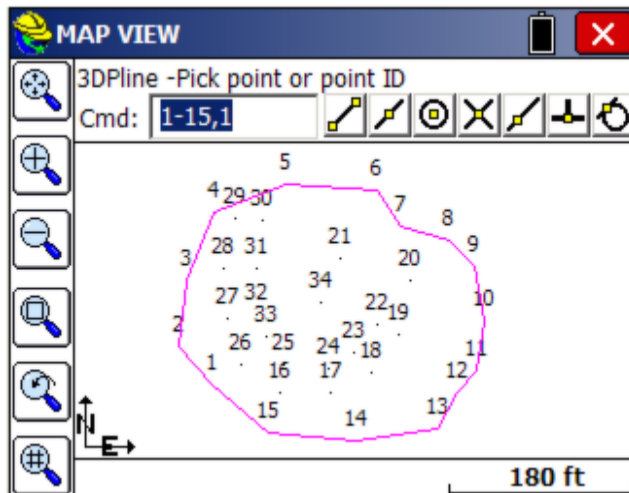 MAP VIEW
3DPline -Pick point or point ID
Cmd: 1-15,1
5 6
4 29 30 7
21 8
28 31 9
3 20
34
27 32 22 19 10
2 33
26 25 24 23 18 11
1 16 17 12
15 14 13
N
E
180 ft